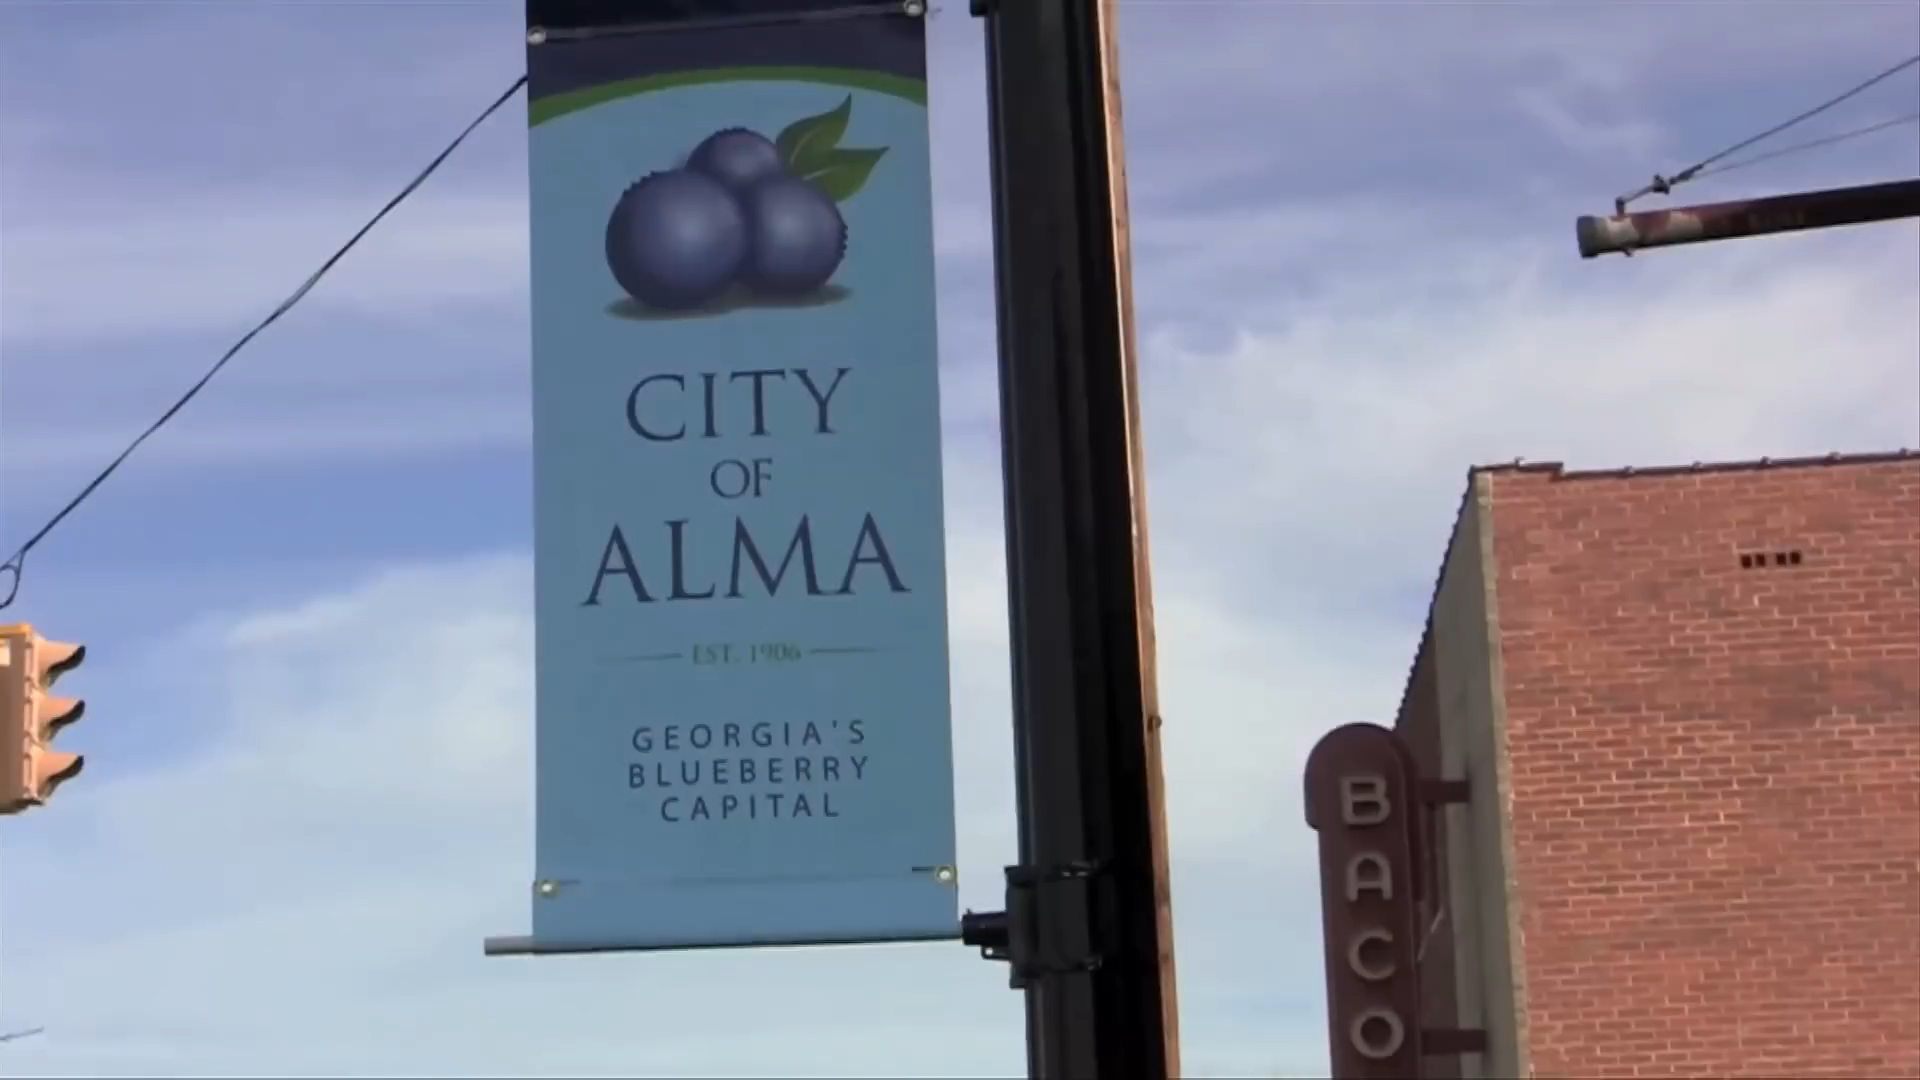 CITY
OF
ALMA
EST. 1906
GEORGIA'S
BLUEBERRY
CAPITAL
BACO